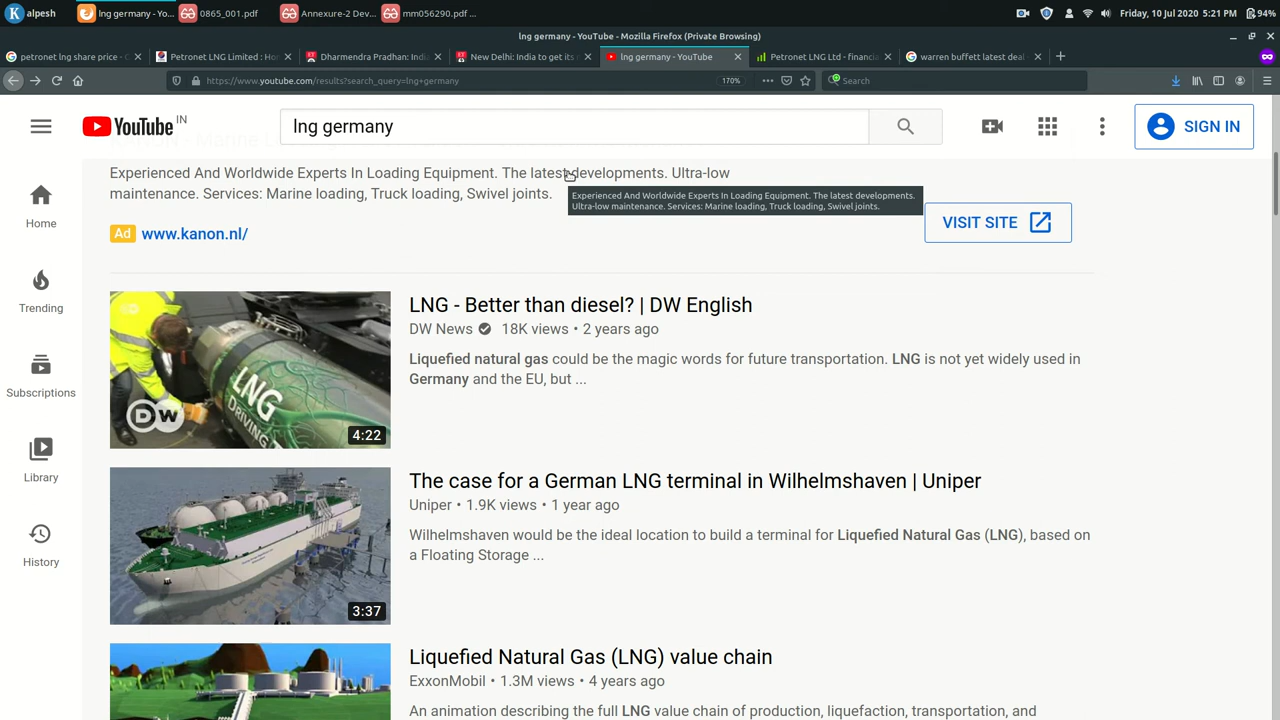 alpesh
lng germany - Yo...
0865_001.pdf
Annexure-2 Dev...
mm056290.pdf ...
Friday, 10 Jul 2020 5:21 PM
94%
lng germany - YouTube - Mozilla Firefox (Private Browsing)
petronet lng share price -
Petronet LNG Limited : Hom
Dharmendra Pradhan: Indi
New Delhi: India to get its
lng germany - YouTube
Petronet LNG Ltd - financia
warren buffett latest deal -
https://www.youtube.com/results?search_query=lng+germany
170%
Search
YouTube IN
lng germany
SIGN IN
Experienced And Worldwide Experts In Loading Equipment. The latest developments. Ultra-low
maintenance. Services: Marine loading, Truck loading, Swivel joints.
Experienced And Worldwide Experts In Loading Equipment. The latest developments.
Ultra-low maintenance. Services: Marine loading, Truck loading, Swivel joints.
Ad www.kanon.nl/
VISIT SITE
Home
Trending
Subscriptions
Library
History
LNG
DRIVING
DW
4:22
LNG - Better than diesel? | DW English
DW News 18K views • 2 years ago
Liquefied natural gas could be the magic words for future transportation. LNG is not yet widely used in
Germany and the EU, but ...
3:37
The case for a German LNG terminal in Wilhelmshaven | Uniper
Uniper • 1.9K views • 1 year ago
Wilhelmshaven would be the ideal location to build a terminal for Liquefied Natural Gas (LNG), based on
a Floating Storage ...
Liquefied Natural Gas (LNG) value chain
ExxonMobil • 1.3M views • 4 years ago
An animation describing the full LNG value chain of production, liquefaction, transportation, and